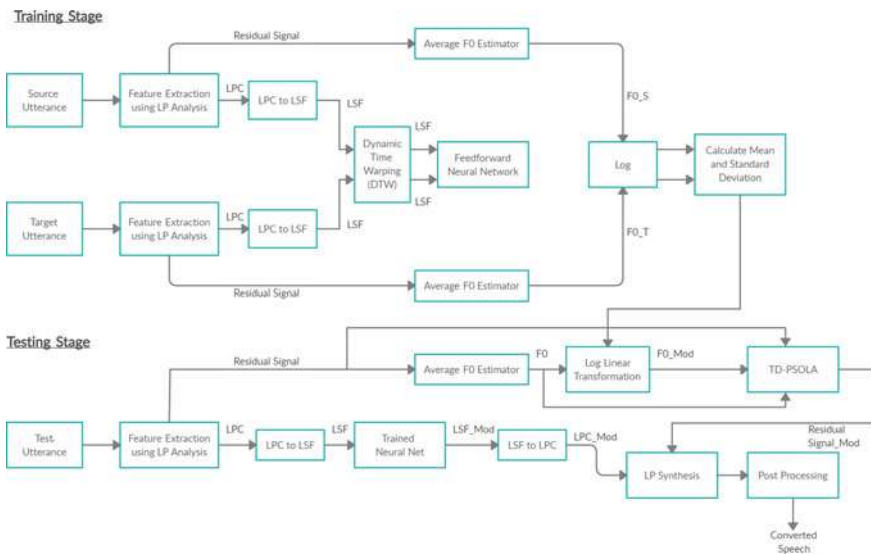 Training Stage
Residual Signal
Average F0 Estimator
Source
Utterance
Feature Extraction
using LP Analysis
LPC
LPC to LSF
LSF
F0_S
Dynamic
Time
Warping
(DTW)
LSF
LSF
Feedforward
Neural Network
Log
Calculate Mean
and Standard
Deviation
Target
Utterance
Feature Extraction
using LP Analysis
LPC
LPC to LSF
LSF
F0_T
Residual Signal
Average F0 Estimator
Testing Stage
Residual Signal
Average F0 Estimator
F0
Log Linear
Transformation
F0_Mod
TD-PSOLA
Test
Utterance
Feature Extraction
using LP Analysis
LPC
LPC to LSF
LSF
Trained
Neural Net
LSF_Mod
LSF to LPC
LPC_Mod
Residual
Signal_Mod
LP Synthesis
Post Processing
Converted
Speech